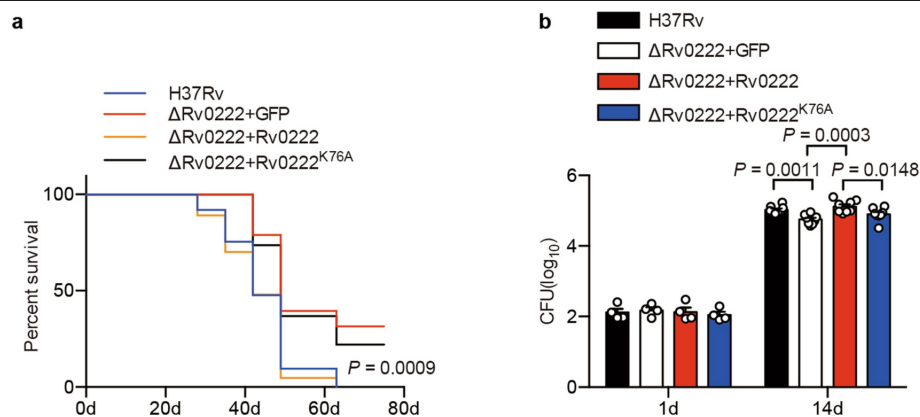 a
H37Rv
ΔRv0222+GFP
ΔRv0222+Rv0222
ΔRv0222+Rv0222K76A
Percent survival
100
50
0
P = 0.0009
0d 20d 40d 60d 80d
b
H37Rv
ΔRv0222+GFP
ΔRv0222+Rv0222
ΔRv0222+Rv0222K76A
P = 0.0003
P = 0.0011 P = 0.0148
CFU(log10)
6
4
2
0
1d 14d